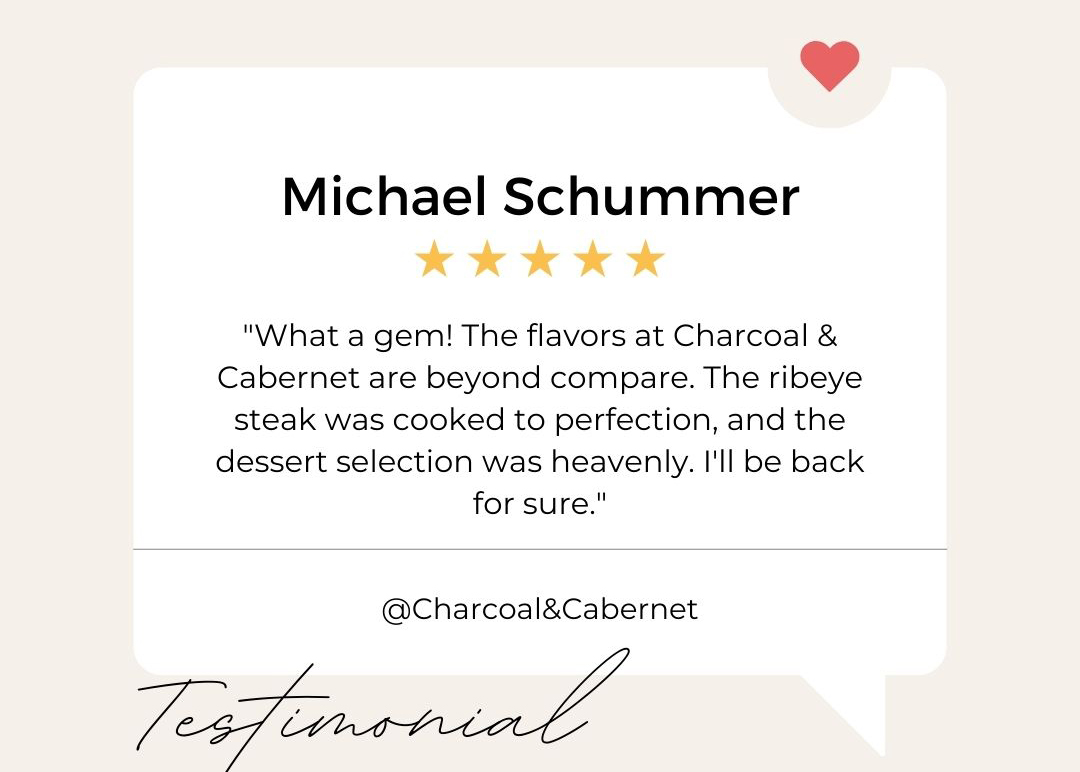 Michael Schummer
"What a gem! The flavors at Charcoal &
Cabernet are beyond compare. The ribeye
steak was cooked to perfection, and the
dessert selection was heavenly. I'll be back
for sure."
@Charcoal&Cabernet
Testimonial